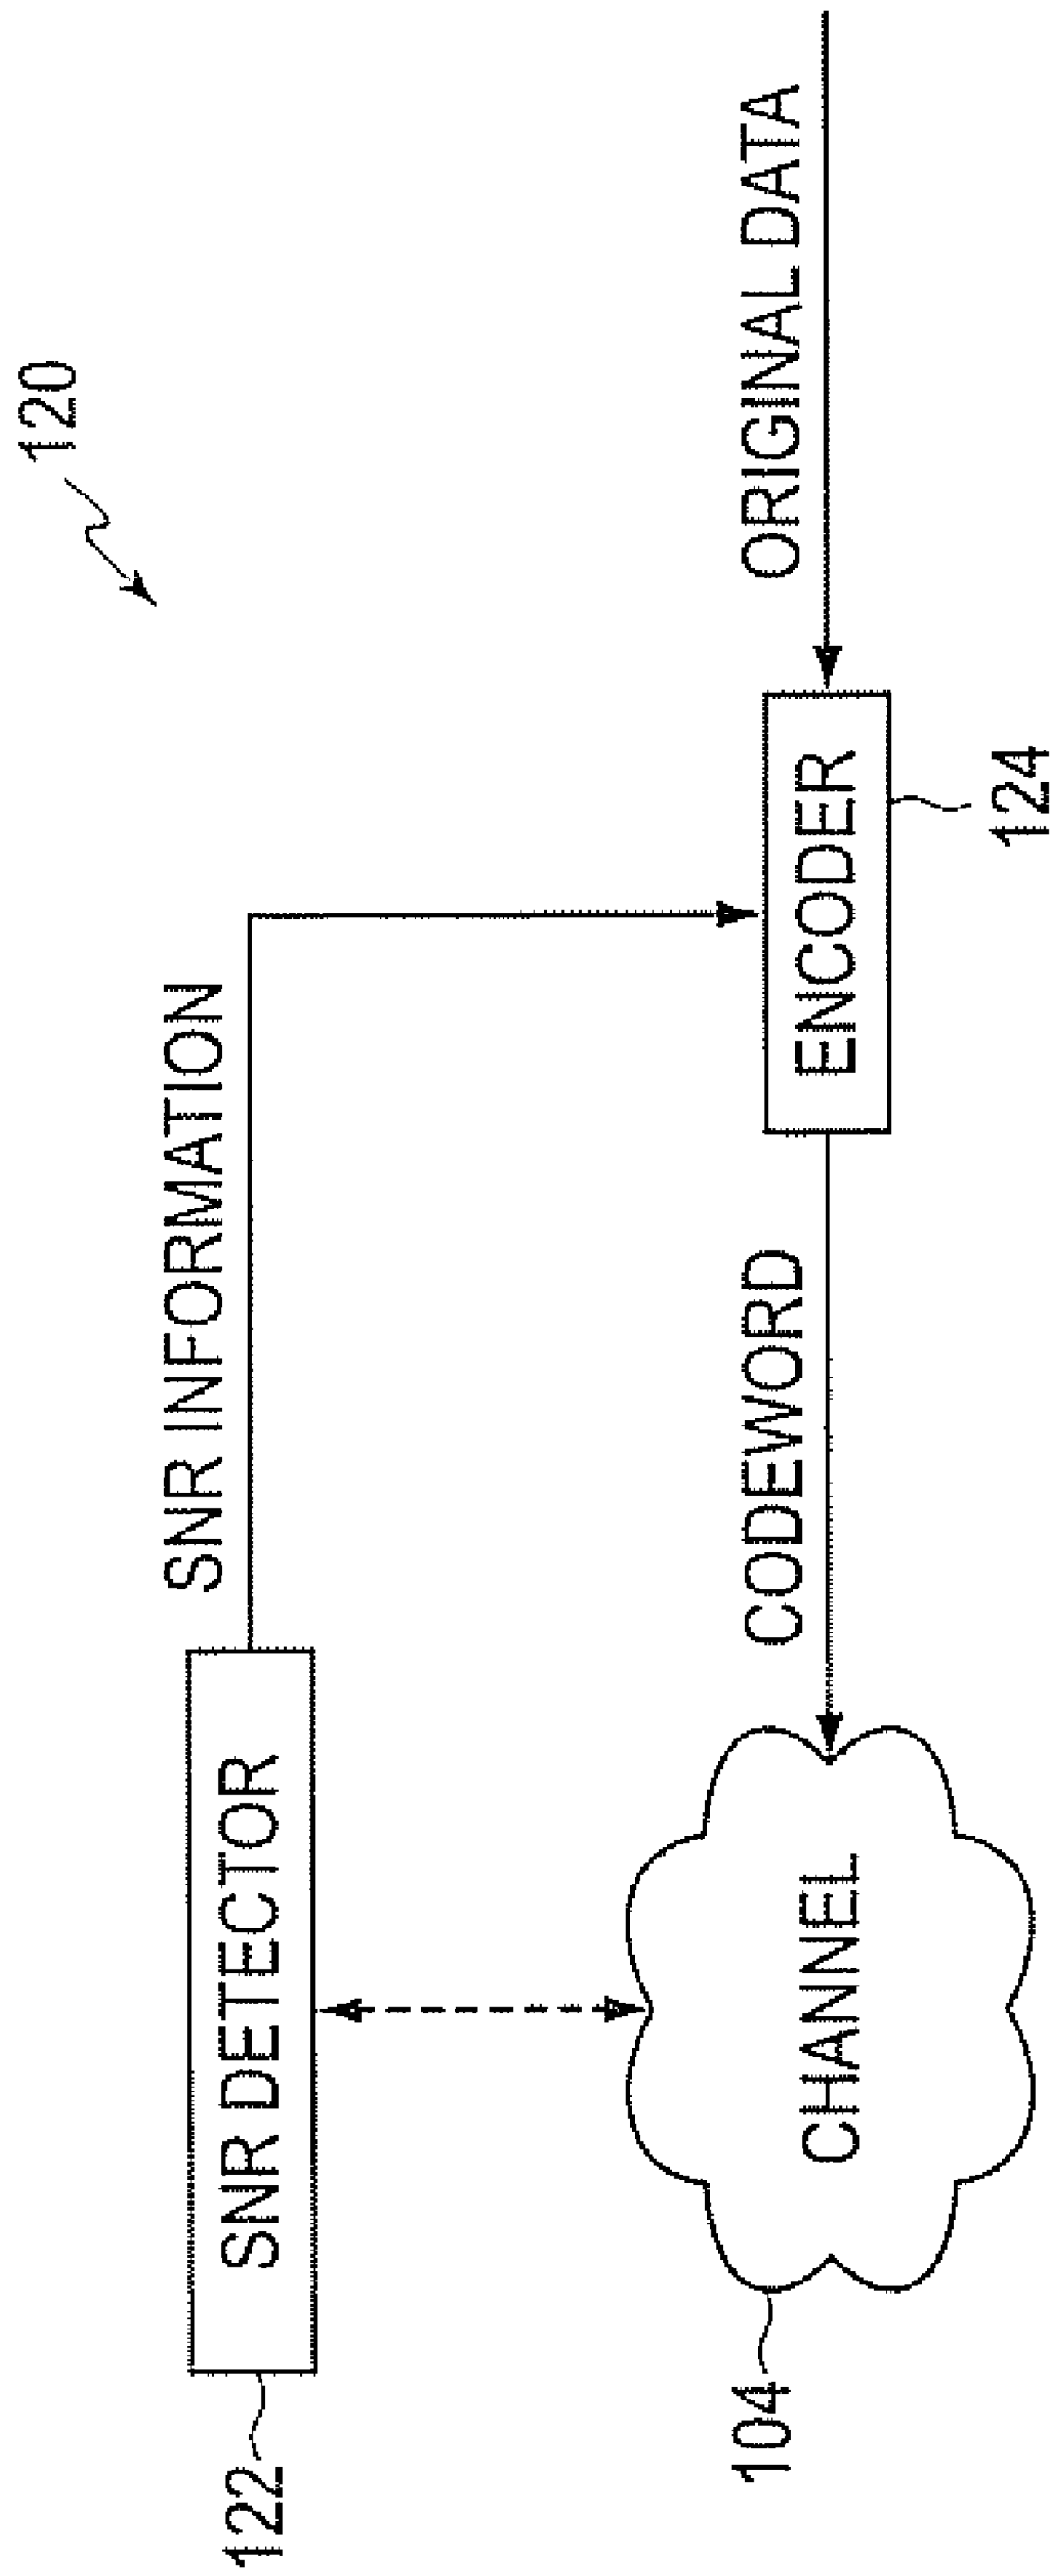 120
122
SNR DETECTOR
SNR INFORMATION
104
CHANNEL
CODEWORD
ENCODER
124
ORIGINAL DATA